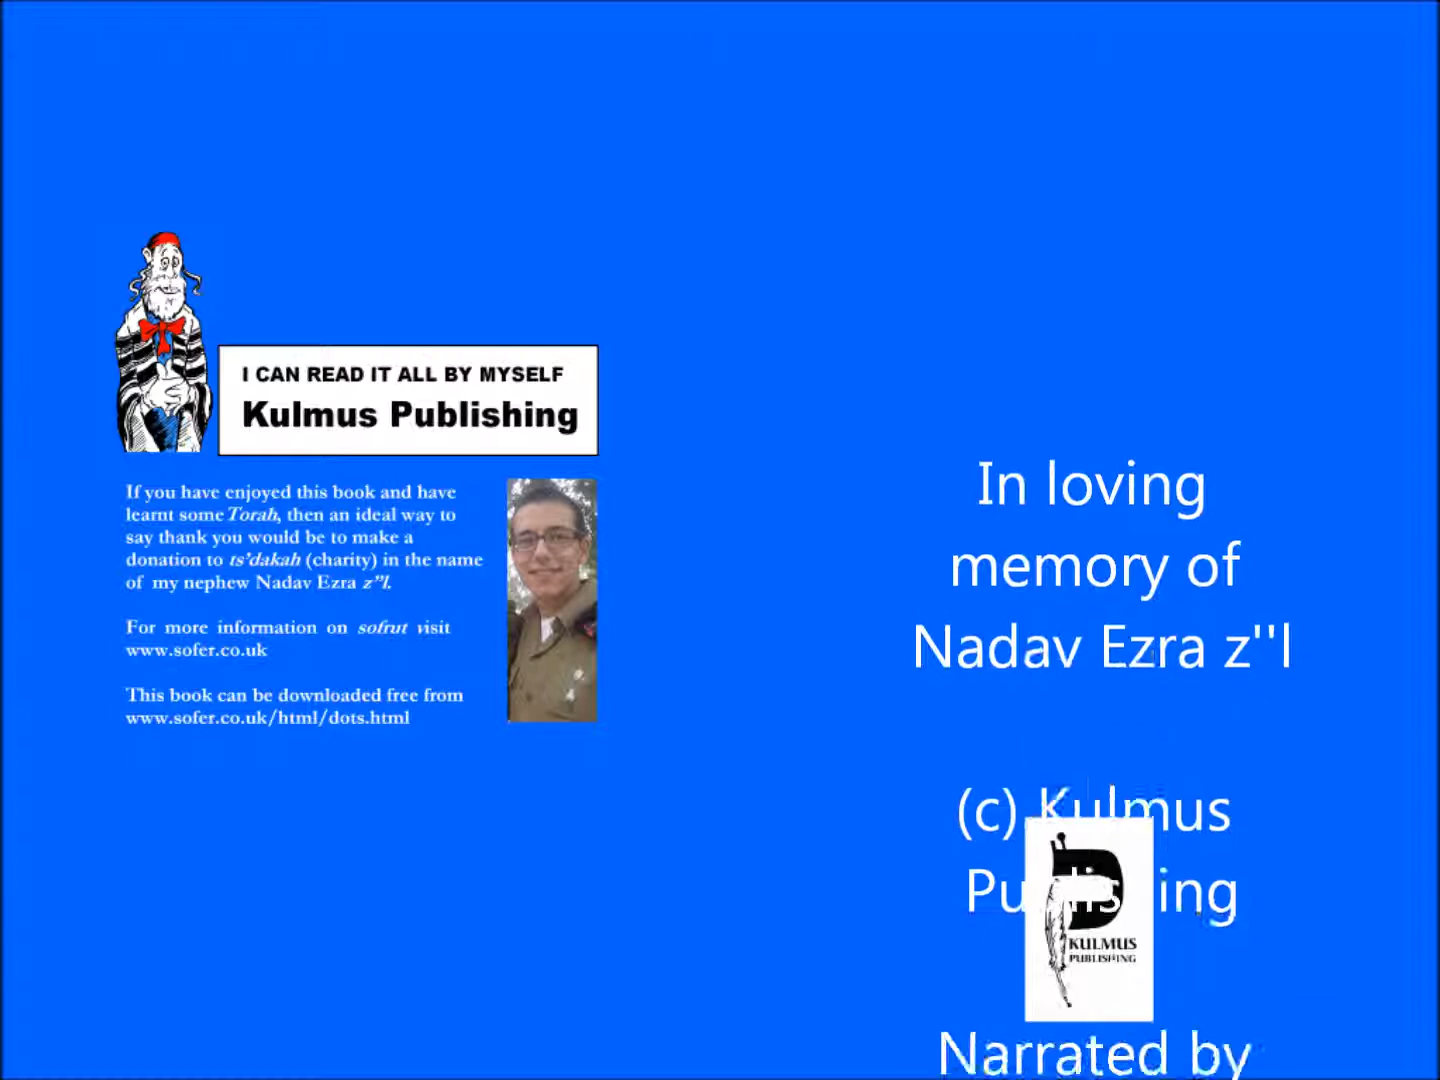 I CAN READ IT ALL BY MYSELF
Kulmus Publishing
If you have enjoyed this book and have
learnt some Torah, then an ideal way to
say thank you would be to make a
donation to ts’dakah (charity) in the name
of my nephew Nadav Ezra z”l.
For more information on sofrut visit
www.sofer.co.uk
This book can be downloaded free from
www.sofer.co.uk/html/dots.html
In loving
memory of
Nadav Ezra z''l
(c) Kulmus
Publishing
KULMUS
PUBLISHING
Narrated by